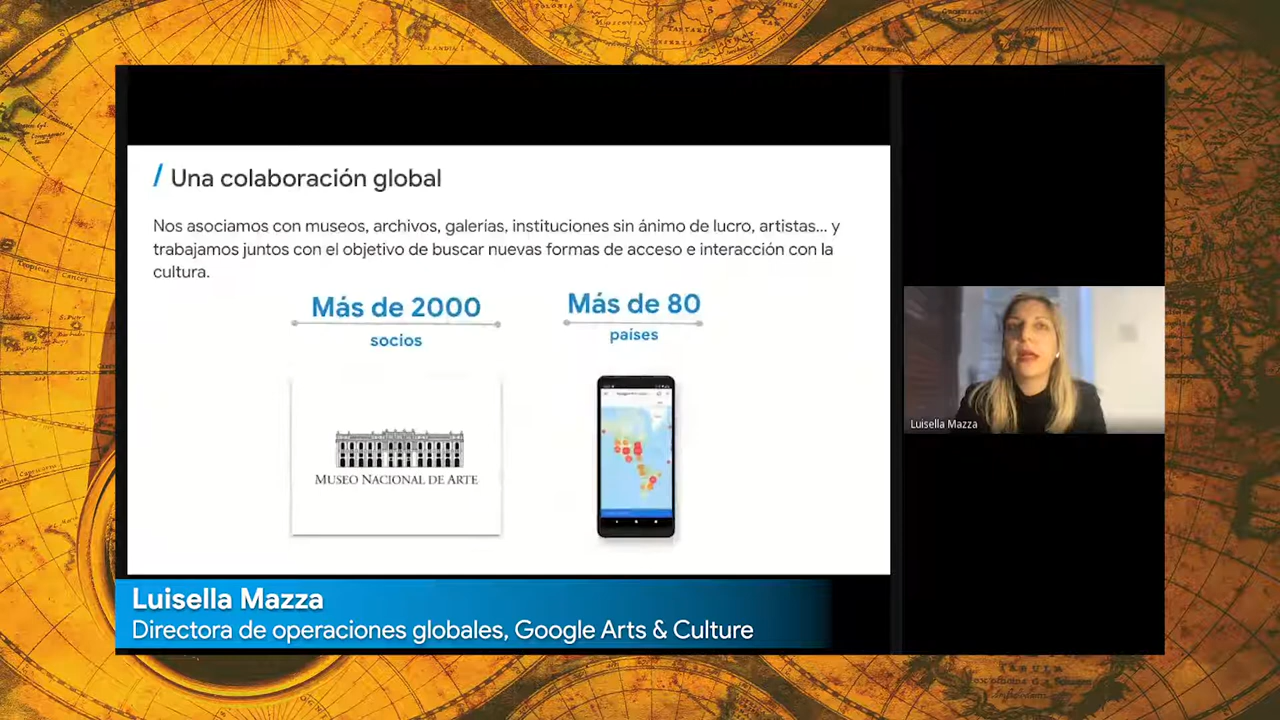 / Una colaboración global
Nos asociamos con museos, archivos, galerías, instituciones sin ánimo de lucro, artistas... y
trabajamos juntos con el objetivo de buscar nuevas formas de acceso e interacción con la
cultura.
Más de 2000
socios
Más de 80
países
MUSEO NACIONAL DE ARTE
Luisella Mazza
Luisella Mazza
Directora de operaciones globales, Google Arts & Culture